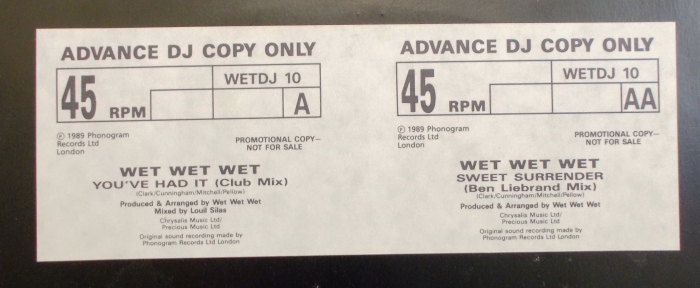 ADVANCE DJ COPY ONLY
WETDJ 10
45 RPM
A
℗ 1989 Phonogram
Records Ltd
London
PROMOTIONAL COPY–
NOT FOR SALE
WET WET WET
YOU'VE HAD IT (Club Mix)
(Clark/Cunningham/Mitchell/Pellow)
Produced & Arranged by Wet Wet Wet
Mixed by Louil Silas
Chrysalis Music Ltd/
Precious Music Ltd
Original sound recording made by
Phonogram Records Ltd London
ADVANCE DJ COPY ONLY
WETDJ 10
45 RPM
AA
℗ 1989 Phonogram
Records Ltd
London
PROMOTIONAL COPY–
NOT FOR SALE
WET WET WET
SWEET SURRENDER
(Ben Liebrand Mix)
(Clark/Cunningham/Mitchell/Pellow)
Produced & Arranged by Wet Wet Wet
Chrysalis Music Ltd/
Precious Music Ltd
Original sound recording made by
Phonogram Records Ltd London